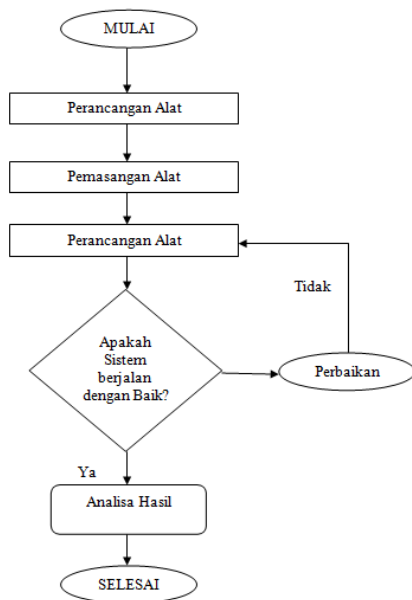 MULAI
Perancangan Alat
Pemasangan Alat
Perancangan Alat
Tidak
Apakah
Sistem
berjalan
dengan Baik?
Perbaikan
Ya
Analisa Hasil
SELESAI